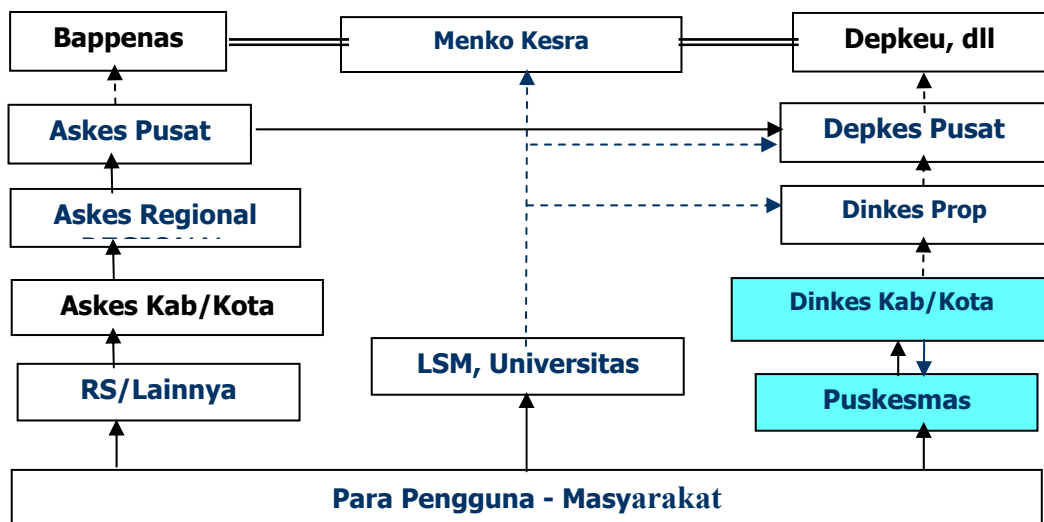 Bappenas
Menko Kesra
Depkeu, dll
Askes Pusat
Depkes Pusat
Askes Regional
Dinkes Prop
Askes Kab/Kota
Dinkes Kab/Kota
LSM, Universitas
RS/Lainnya
Puskesmas
Para Pengguna - Masyarakat